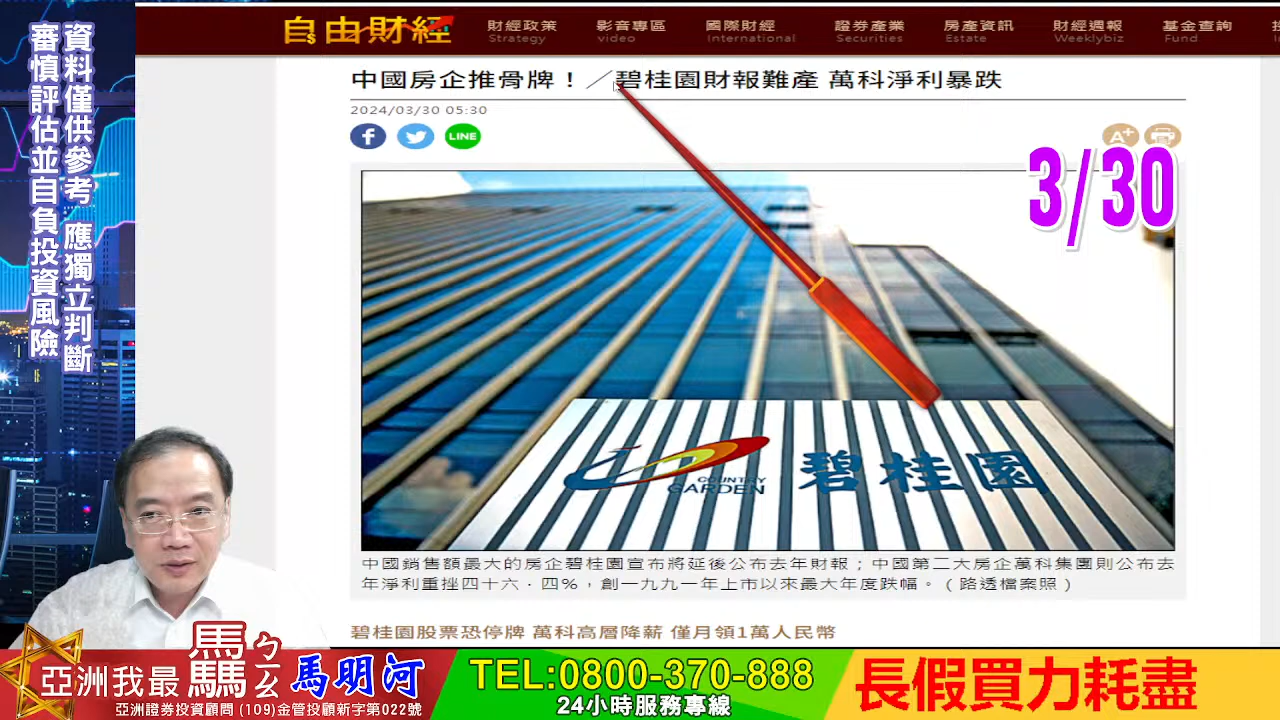 資料僅供參考 應獨立判斷
審慎評估並自負投資風險
自由財經
財經政策 影音專區 國際財經 證券產業 房產資訊 財經週報 基金查詢
Strategy video International Securities Estate Weeklybiz Fund
中國房企推骨牌！／碧桂園財報難產 萬科淨利暴跌
2024/03/30 05:30
LINE
A+
3/30
COUNTRY GARDEN 碧桂園
中國銷售額最大的房企碧桂園宣布將延後公布去年財報；中國第二大房企萬科集團則公布去
年淨利重挫四十六．四%，創一九九一年上市以來最大年度跌幅。（路透檔案照）
碧桂園股票恐停牌 萬科高層降薪 僅月領1萬人民幣
亞洲我最馬驫ㄅㄧㄠ馬明河
亞洲證券投資顧問 (109)金管投顧新字第022號
TEL:0800-370-888
24小時服務專線
長假買力耗盡